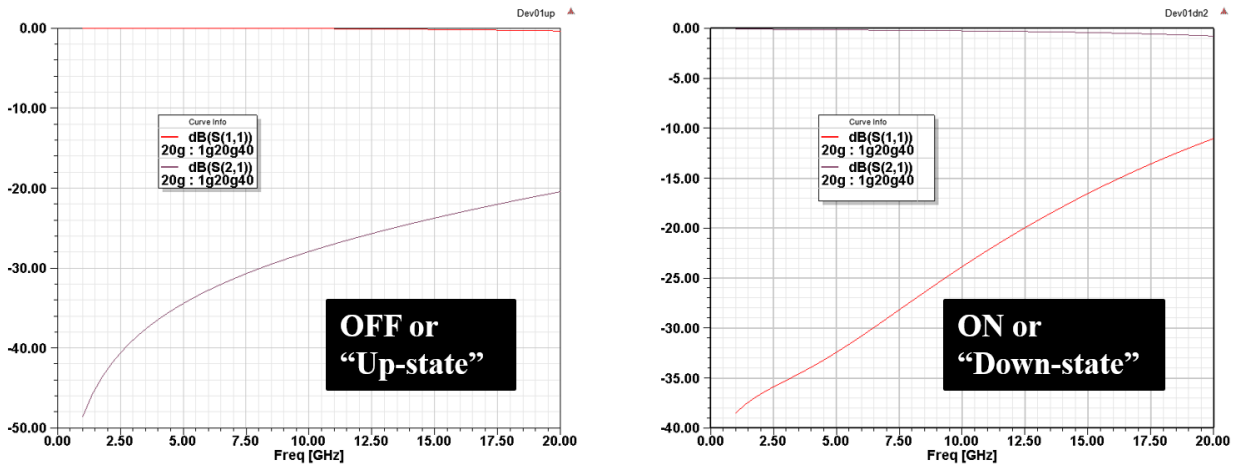 Dev01up
0.00
-10.00
-20.00
-30.00
-40.00
-50.00
Curve Info
dB(S(1,1))
20g : 1g20g40
dB(S(2,1))
20g : 1g20g40
OFF or
“Up-state”
0.00 2.50 5.00 7.50 10.00 12.50 15.00 17.50 20.00
Freq [GHz]
Dev01dn2
0.00
-5.00
-10.00
-15.00
-20.00
-25.00
-30.00
-35.00
-40.00
Curve Info
dB(S(1,1))
20g : 1g20g40
dB(S(2,1))
20g : 1g20g40
ON or
“Down-state”
0.00 2.50 5.00 7.50 10.00 12.50 15.00 17.50 20.00
Freq [GHz]